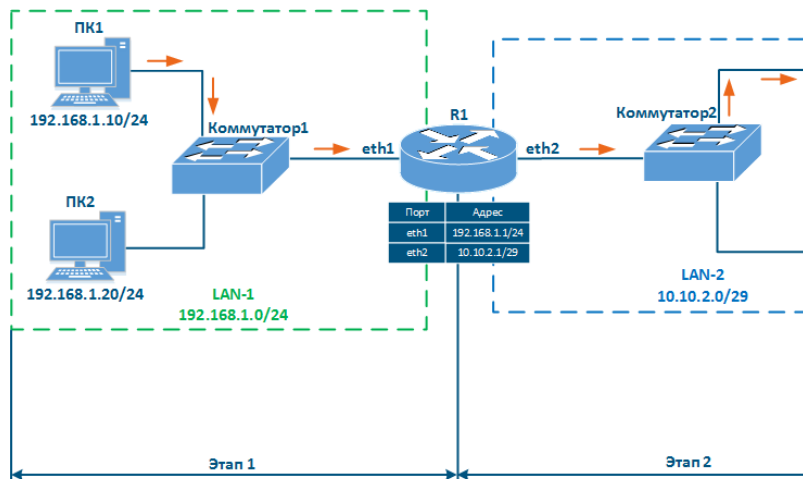 ПК1
192.168.1.10/24
Коммутатор1
eth1
R1
eth2
Коммутатор2
ПК2
192.168.1.20/24
Порт Адрес
eth1 192.168.1.1/24
eth2 10.10.2.1/29
LAN-1
192.168.1.0/24
LAN-2
10.10.2.0/29
Этап 1
Этап 2